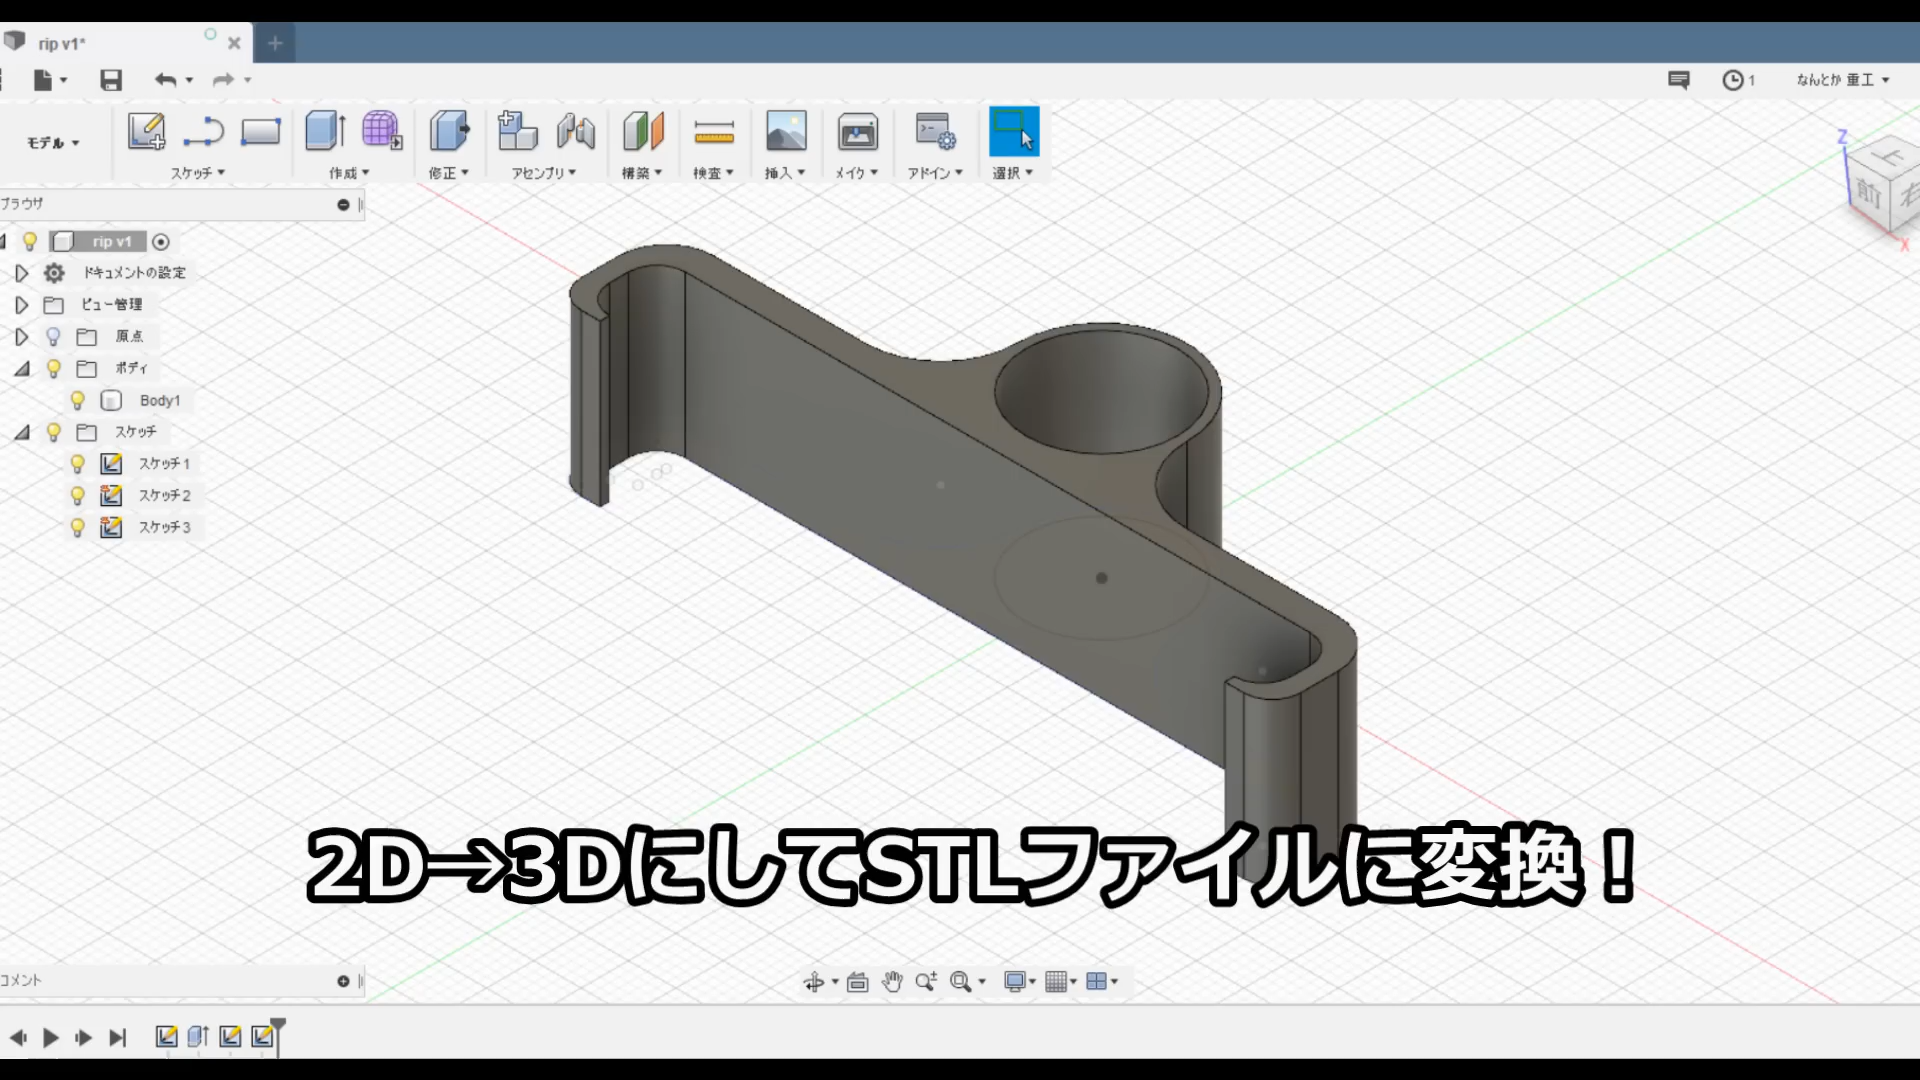 rip v1*
1
なんとか 重工
モデル
スケッチ
作成
修正
アセンブリ
構築
検査
挿入
メイク
アドイン
選択
Z
上
前
右
X
ブラウザ
rip v1
ドキュメントの設定
ビュー管理
原点
ボディ
Body1
スケッチ
スケッチ1
スケッチ2
スケッチ3
2D→3DにしてSTLファイルに変換！
コメント